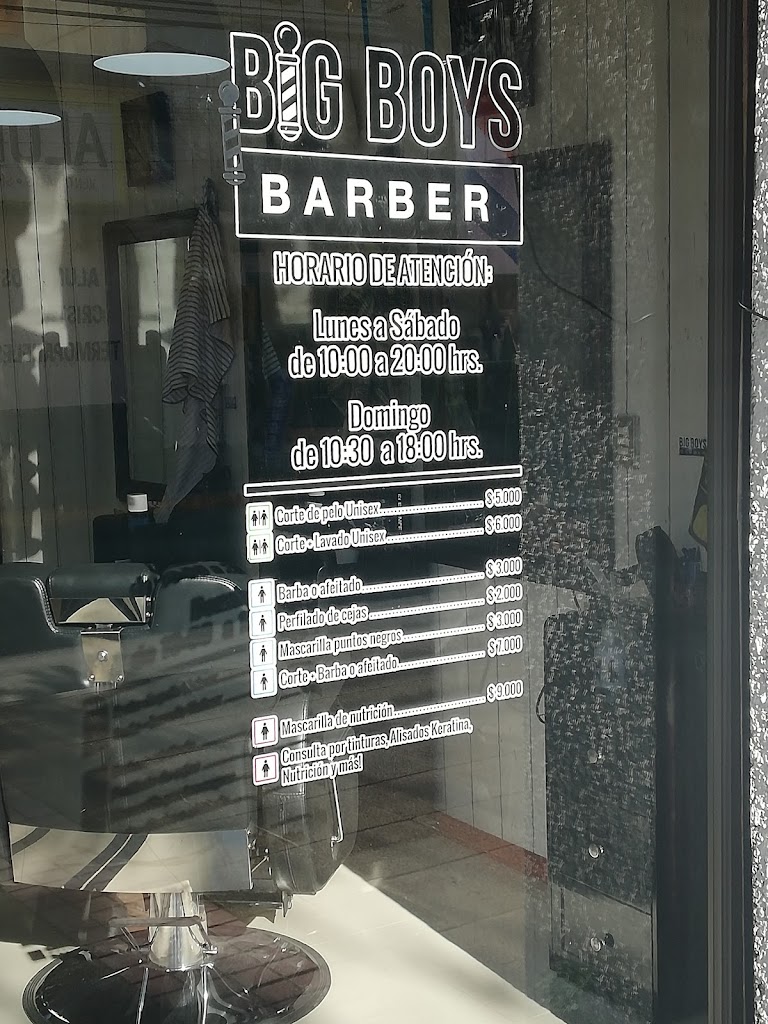 BIG BOYS
BARBER
HORARIO DE ATENCIÓN:
Lunes a Sábado
de 10:00 a 20:00 hrs.
Domingo
de 10:30 a 18:00 hrs.
Corte de pelo Unisex........................ $ 5.000
Corte + Lavado Unisex........................ $ 6.000
Barba o afeitado........................ $ 3.000
Perfilado de cejas........................ $ 2.000
Mascarilla puntos negros........................ $ 3.000
Corte + Barba o afeitado........................ $ 7.000
Mascarilla de nutrición........................ $ 9.000
Consulta por tinturas, Alisados Keratina,
Nutrición y más!
BIG BOYS